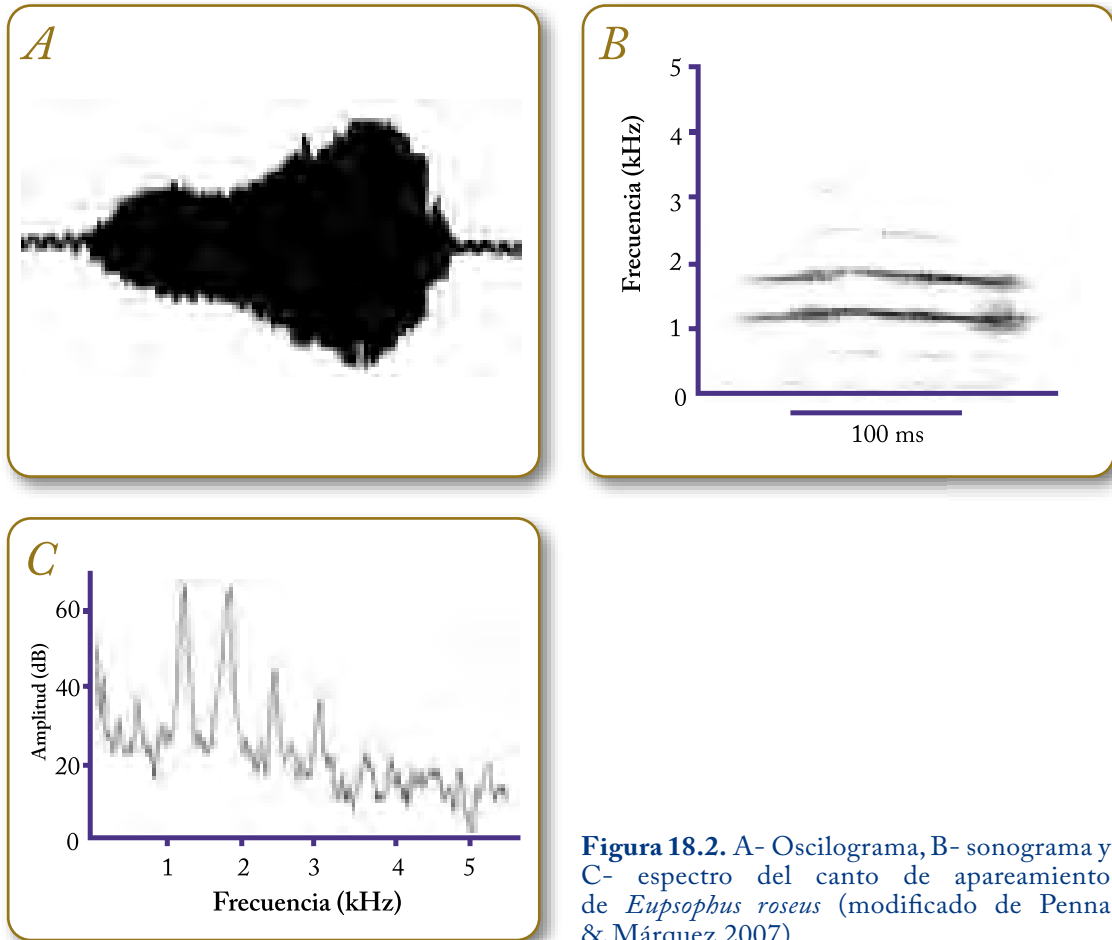 A
B
5
4
3
2
1
0
Frecuencia (kHz)
100 ms
C
60
40
20
0
Amplitud (dB)
1 2 3 4 5
Frecuencia (kHz)
Figura 18.2. A- Oscilograma, B- sonograma y
C- espectro del canto de apareamiento
de Eupsophus roseus (modificado de Penna
& Márquez 2007)